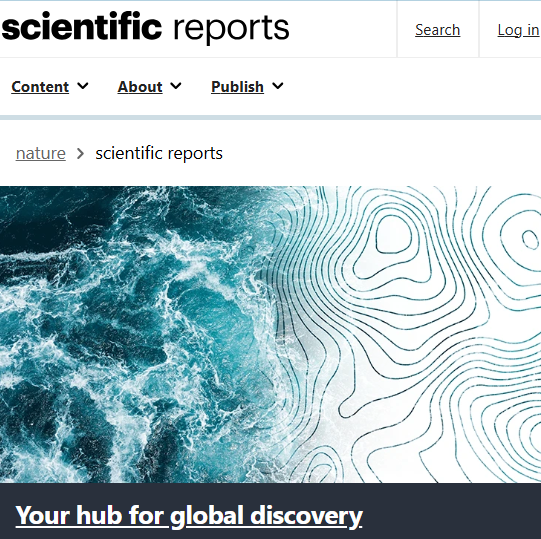 scientific reports
Search
Log in
Content
About
Publish
nature > scientific reports
Your hub for global discovery